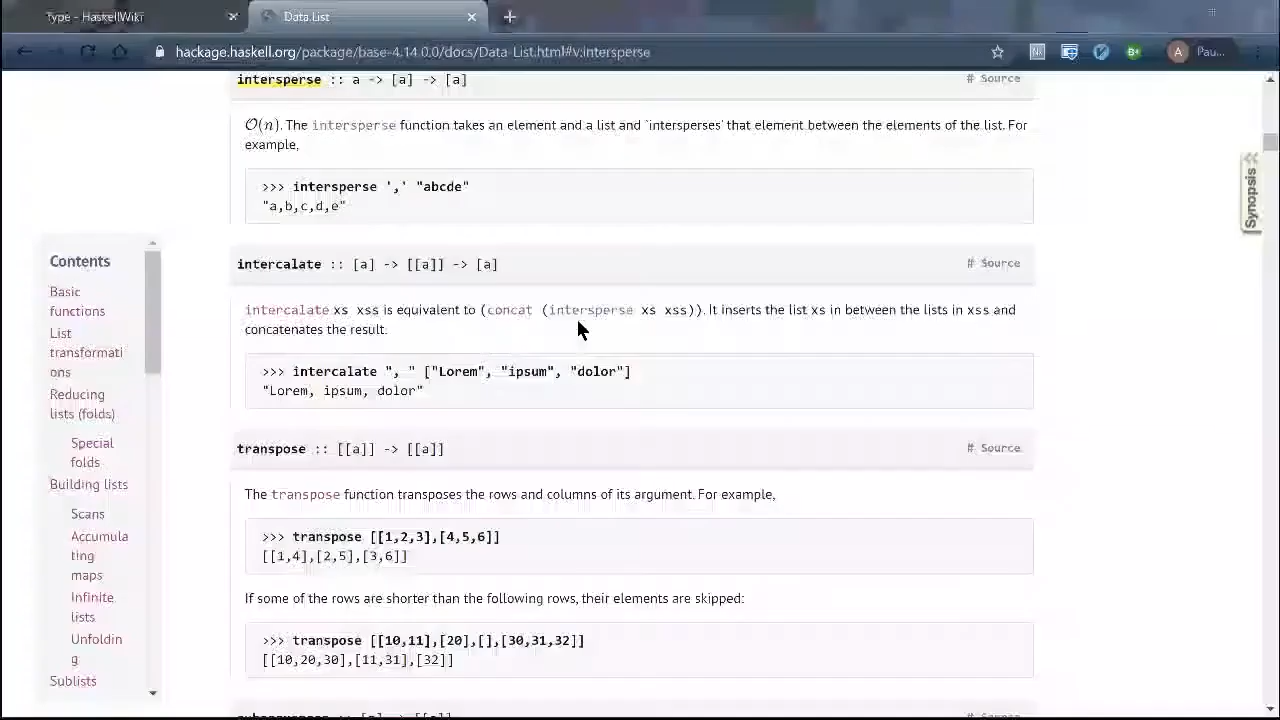 Type - HaskellWiki
Data.List
hackage.haskell.org/package/base-4.14.0.0/docs/Data-List.html#v:intersperse
A
Pau...
intersperse :: a -> [a] -> [a]
# Source
O(n). The intersperse function takes an element and a list and `intersperses' that element between the elements of the list. For
example,
>>> intersperse ',' "abcde"
"a,b,c,d,e"
Synopsis
intercalate :: [a] -> [[a]] -> [a]
# Source
intercalate xs xss is equivalent to (concat (intersperse xs xss)). It inserts the list xs in between the lists in xss and
concatenates the result.
>>> intercalate ", " ["Lorem", "ipsum", "dolor"]
"Lorem, ipsum, dolor"
transpose :: [[a]] -> [[a]]
# Source
The transpose function transposes the rows and columns of its argument. For example,
>>> transpose [[1,2,3],[4,5,6]]
[[1,4],[2,5],[3,6]]
If some of the rows are shorter than the following rows, their elements are skipped:
>>> transpose [[10,11],[20],[],[30,31,32]]
[[10,20,30],[11,31],[32]]
Contents
Basic
functions
List
transformati
ons
Reducing
lists (folds)
Special
folds
Building lists
Scans
Accumula
ting
maps
Infinite
lists
Unfoldin
g
Sublists